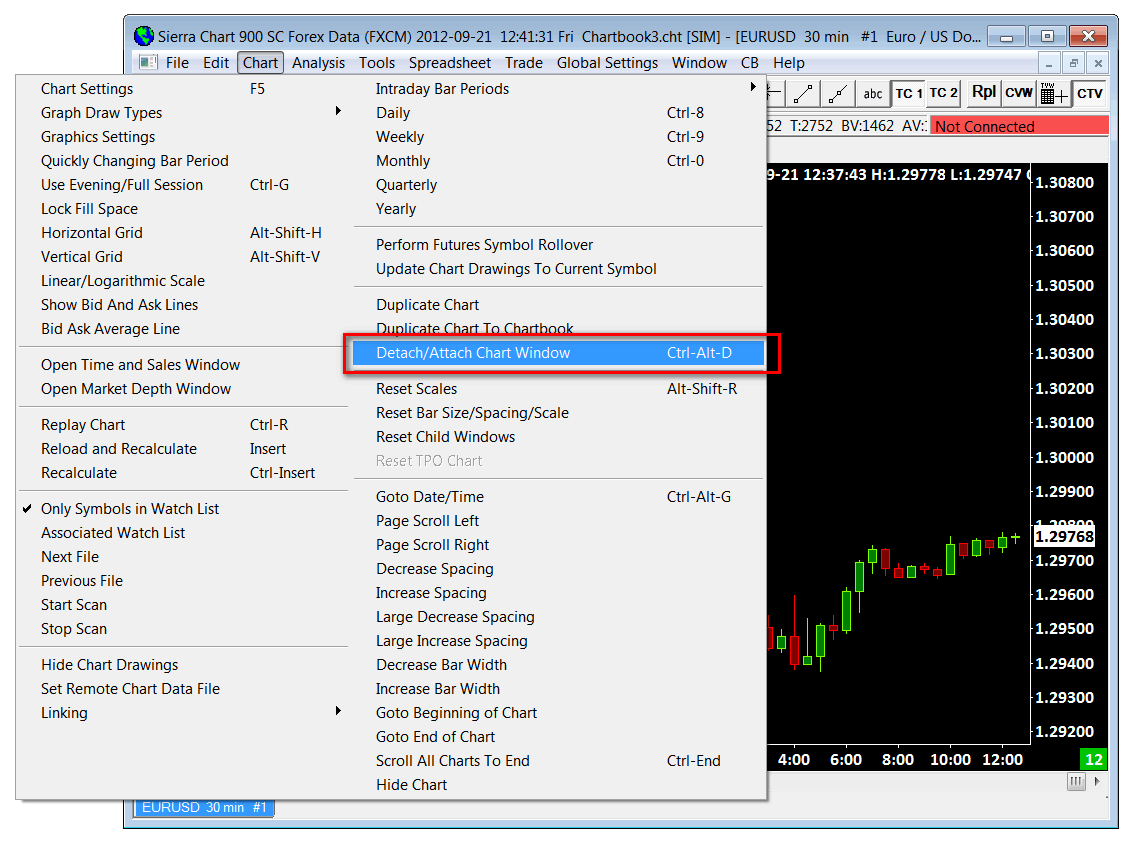 Sierra Chart 900 SC Forex Data (FXCM) 2012-09-21 12:41:31 Fri Chartbook3.cht [SIM] - [EURUSD 30 min #1 Euro / US Do...
File Edit Chart Analysis Tools Spreadsheet Trade Global Settings Window CB Help
abc TC 1 TC 2 Rpl CVW CTV
52 T:2752 BV:1462 AV:
Not Connected
Chart Settings F5
Graph Draw Types
Graphics Settings
Quickly Changing Bar Period
Use Evening/Full Session Ctrl-G
Lock Fill Space
Horizontal Grid Alt-Shift-H
Vertical Grid Alt-Shift-V
Linear/Logarithmic Scale
Show Bid And Ask Lines
Bid Ask Average Line
Open Time and Sales Window
Open Market Depth Window
Replay Chart Ctrl-R
Reload and Recalculate Insert
Recalculate Ctrl-Insert
Only Symbols in Watch List
Associated Watch List
Next File
Previous File
Start Scan
Stop Scan
Hide Chart Drawings
Set Remote Chart Data File
Linking
Intraday Bar Periods
Daily Ctrl-8
Weekly Ctrl-9
Monthly Ctrl-0
Quarterly
Yearly
Perform Futures Symbol Rollover
Update Chart Drawings To Current Symbol
Duplicate Chart
Duplicate Chart To Chartbook
Detach/Attach Chart Window Ctrl-Alt-D
Reset Scales Alt-Shift-R
Reset Bar Size/Spacing/Scale
Reset Child Windows
Reset TPO Chart
Goto Date/Time Ctrl-Alt-G
Page Scroll Left
Page Scroll Right
Decrease Spacing
Increase Spacing
Large Decrease Spacing
Large Increase Spacing
Decrease Bar Width
Increase Bar Width
Goto Beginning of Chart
Goto End of Chart
Scroll All Charts To End Ctrl-End
Hide Chart
9-21 12:37:43 H:1.29778 L:1.29747
1.30800
1.30700
1.30600
1.30500
1.30400
1.30300
1.30200
1.30100
1.30000
1.29900
1.29800
1.29768
1.29700
1.29600
1.29500
1.29400
1.29300
1.29200
4:00 6:00 8:00 10:00 12:00 12
EURUSD 30 min #1